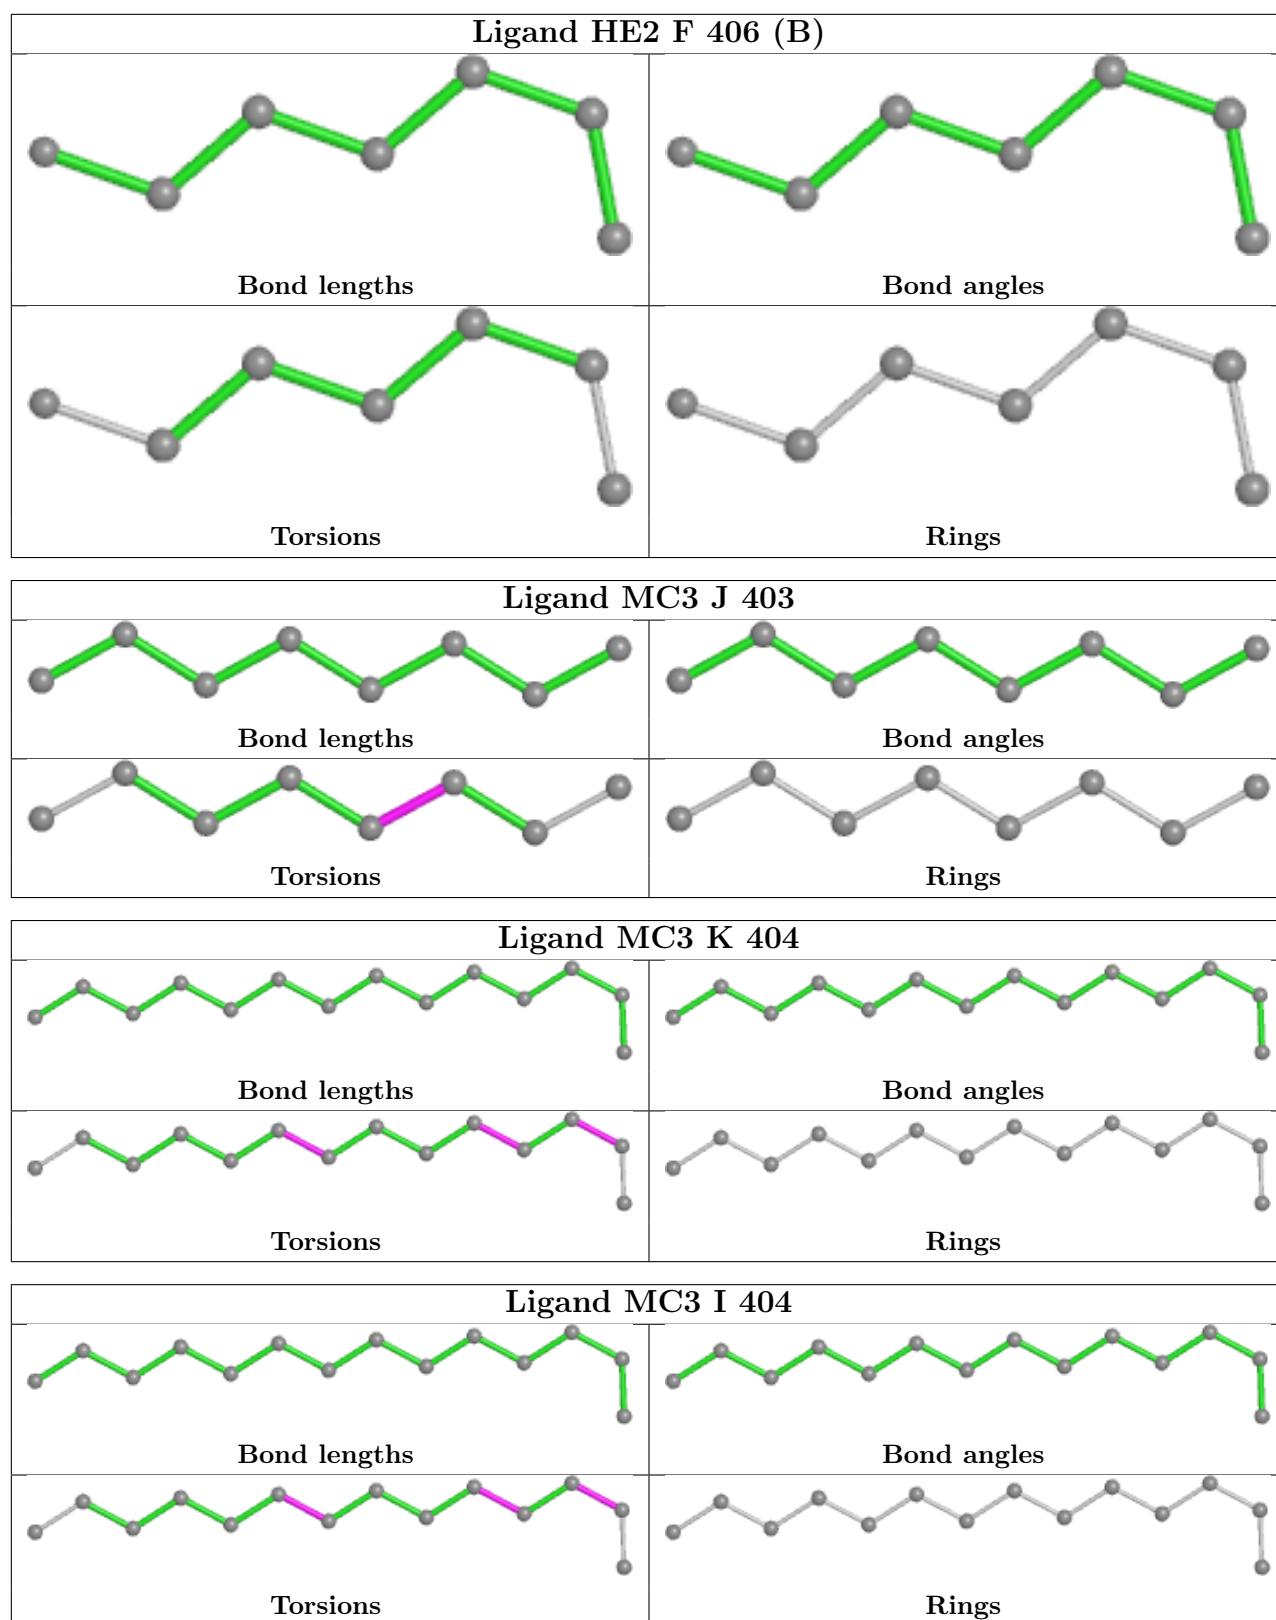 Ligand HE2 F 406 (B)
Bond lengths
Bond angles
Torsions
Rings
Ligand MC3 J 403
Bond lengths
Bond angles
Torsions
Rings
Ligand MC3 K 404
Bond lengths
Bond angles
Torsions
Rings
Ligand MC3 I 404
Bond lengths
Bond angles
Torsions
Rings